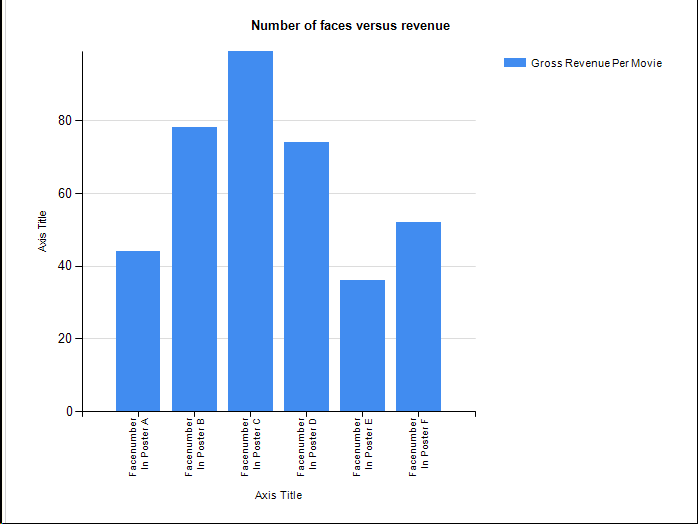 Number of faces versus revenue
Gross Revenue Per Movie
80
60
40
20
0
Axis Title
Facenumber
In Poster A
Facenumber
In Poster B
Facenumber
In Poster C
Facenumber
In Poster D
Facenumber
In Poster E
Facenumber
In Poster F
Axis Title